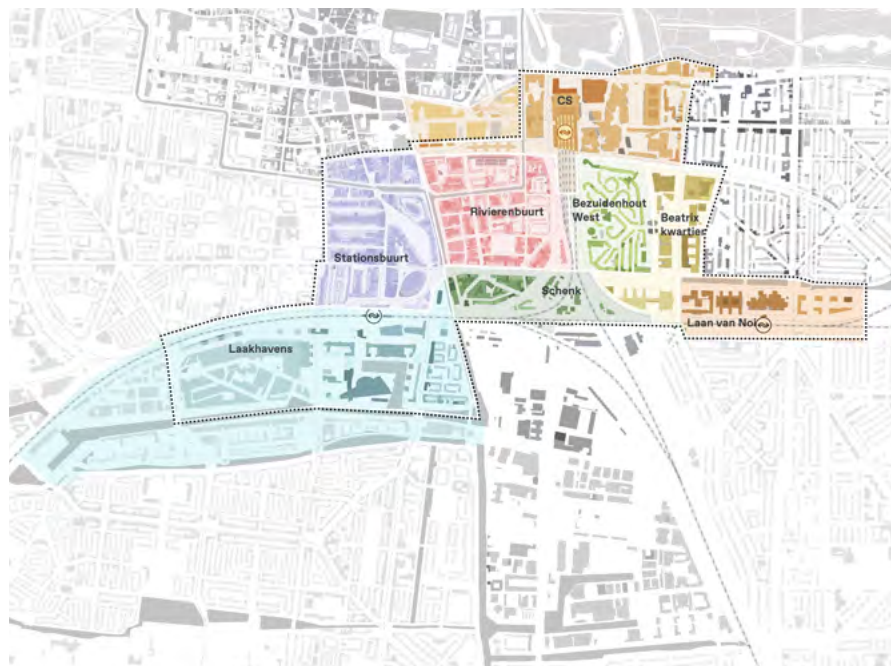 CS
Rivierenbuurt
Bezuidenhout
West
Beatrix
kwartier
Stationsbuurt
Schenk
Laan van NoI
Laakhavens